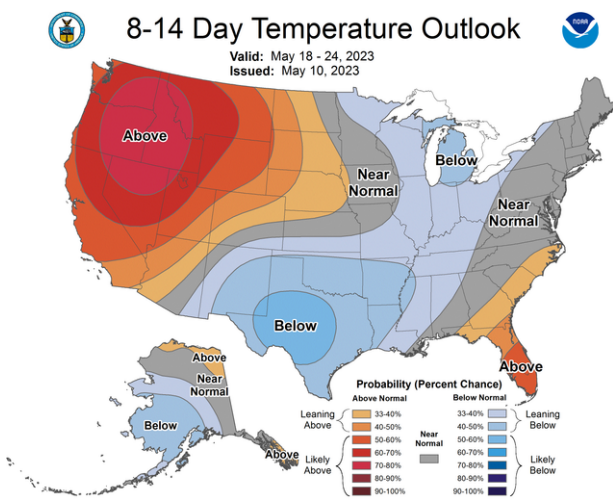 8-14 Day Temperature Outlook
NOAA
Valid: May 18 - 24, 2023
Issued: May 10, 2023
Above
Near
Normal
Below
Near
Normal
Below
Above
Above
Near
Normal
Below
Above
Probability (Percent Chance)
Above Normal
Below Normal
Leaning
Above
33-40%
40-50%
Likely
Above
50-60%
60-70%
70-80%
80-90%
90-100%
Near
Normal
33-40%
40-50%
Leaning
Below
50-60%
60-70%
70-80%
80-90%
90-100%
Likely
Below